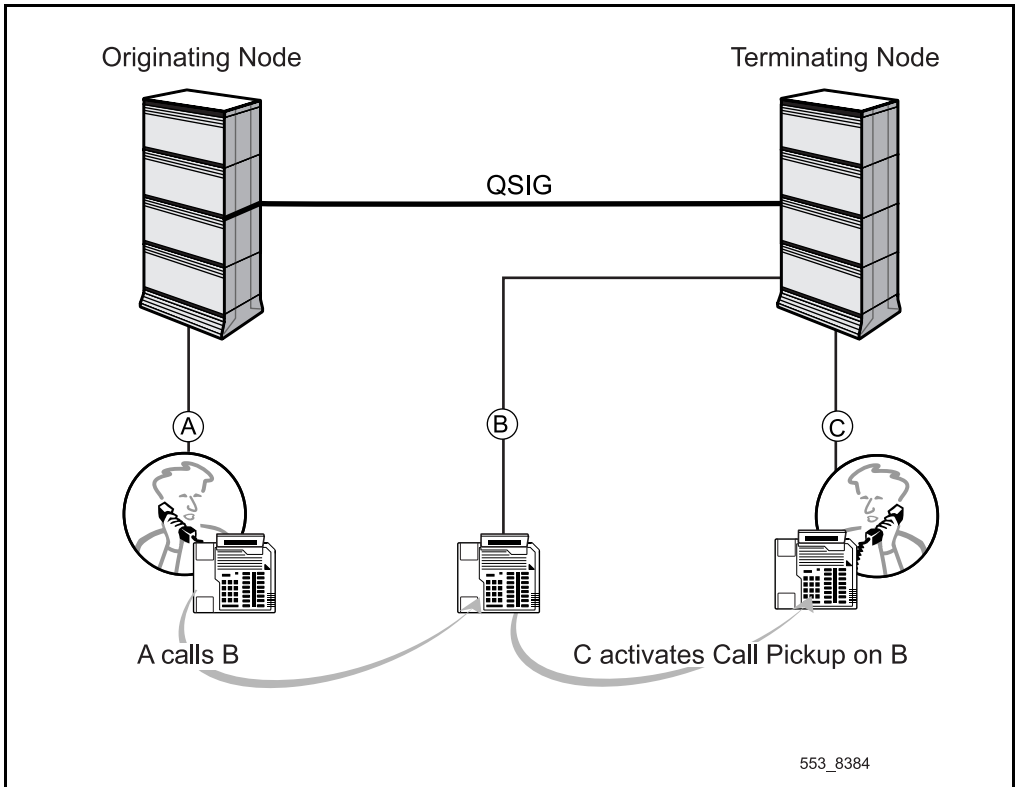 Originating Node
Terminating Node
QSIG
A
B
C
A calls B
C activates Call Pickup on B
553_8384